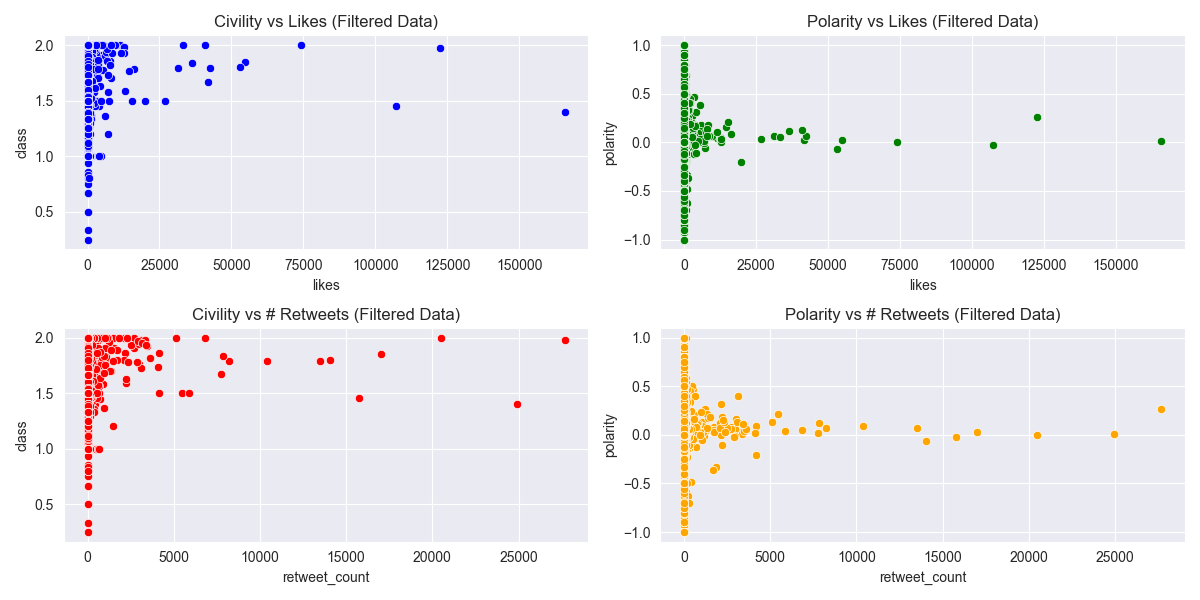 Civility vs Likes (Filtered Data)
2.0
1.5
1.0
0.5
class
0 25000 50000 75000 100000 125000 150000
likes
Polarity vs Likes (Filtered Data)
1.0
0.5
0.0
−0.5
−1.0
polarity
0 25000 50000 75000 100000 125000 150000
likes
Civility vs # Retweets (Filtered Data)
2.0
1.5
1.0
0.5
class
0 5000 10000 15000 20000 25000
retweet_count
Polarity vs # Retweets (Filtered Data)
1.0
0.5
0.0
−0.5
−1.0
polarity
0 5000 10000 15000 20000 25000
retweet_count